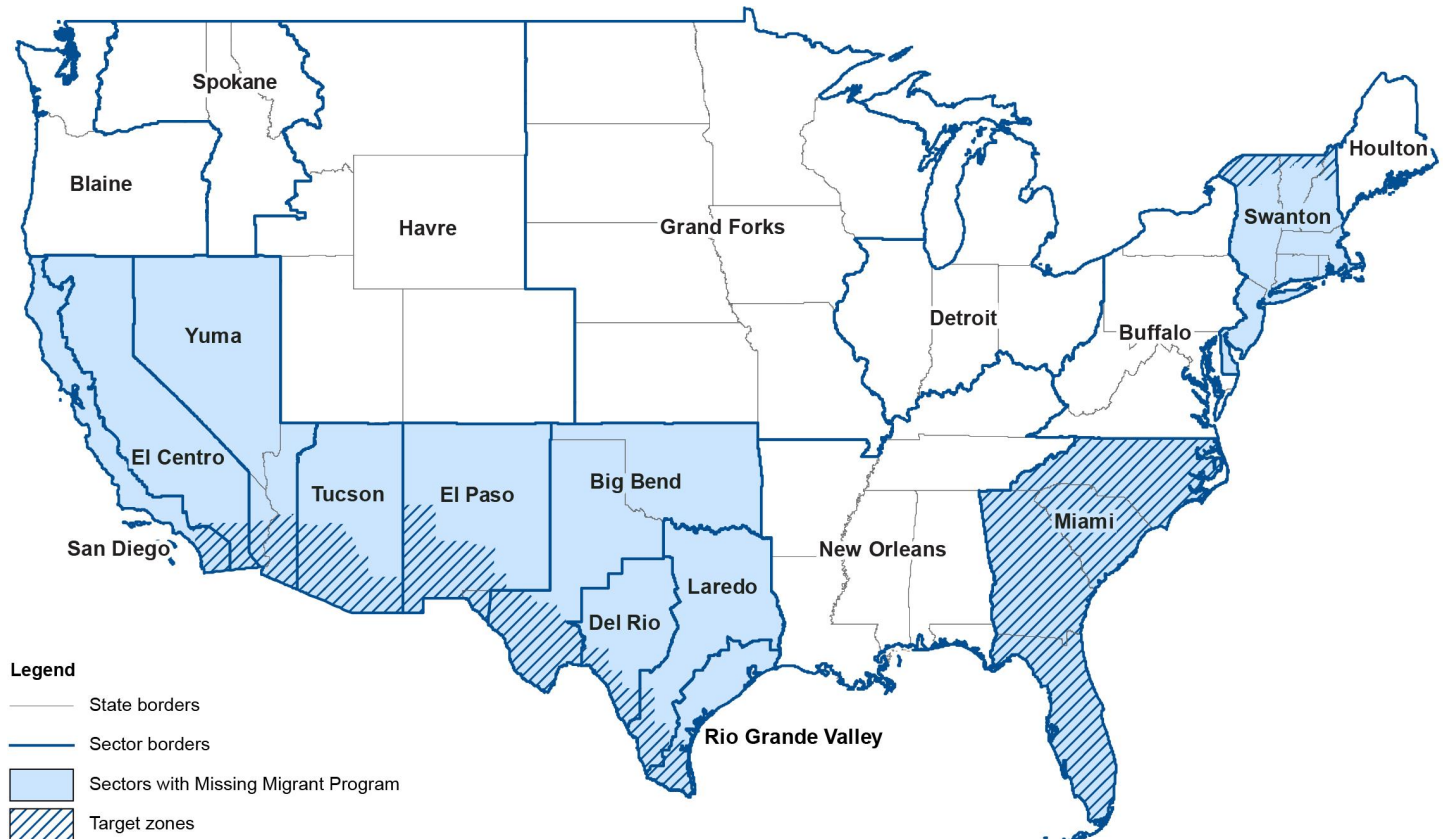 Spokane
Houlton
Blaine
Swanton
Havre
Grand Forks
Detroit
Yuma
Buffalo
El Centro
Tucson
El Paso
Big Bend
Miami
San Diego
New Orleans
Laredo
Del Rio
Rio Grande Valley
Legend
State borders
Sector borders
Sectors with Missing Migrant Program
Target zones